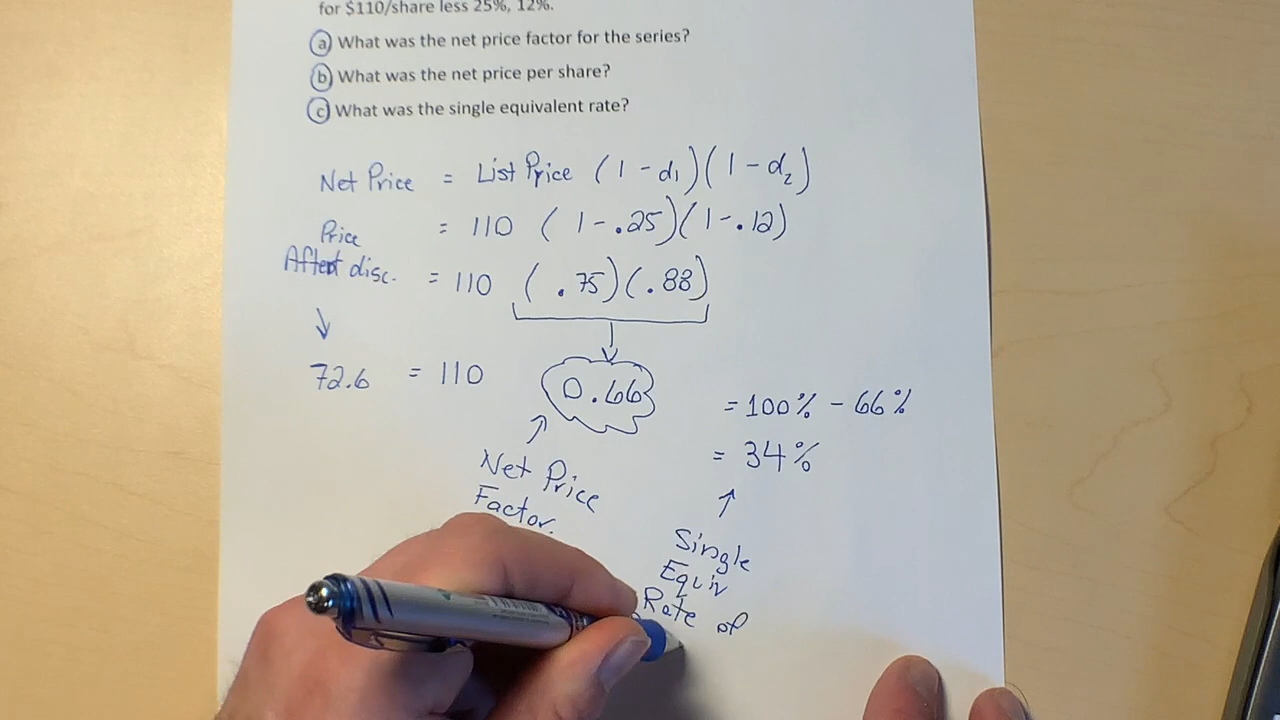 for $110/share less 25%, 12%.
a) What was the net price factor for the series?
b) What was the net price per share?
c) What was the single equivalent rate?
Net Price = List Price (1 - d₁)(1 - d₂)
Price = 110 (1 - .25)(1 - .12)
After disc. = 110 (.75)(.88)
72.6 = 110 0.66
= 100% - 66%
= 34%
Net Price
Factor.
Single
Equiv
Rate of